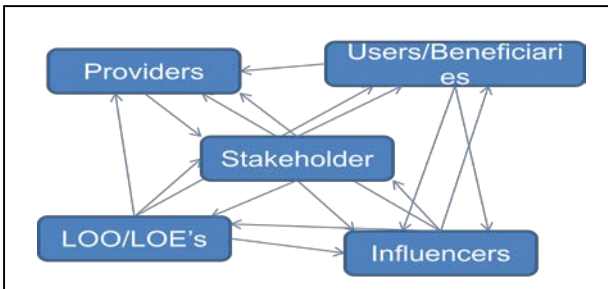 Providers
Users/Beneficiari
es
Stakeholder
LOO/LOE's
Influencers